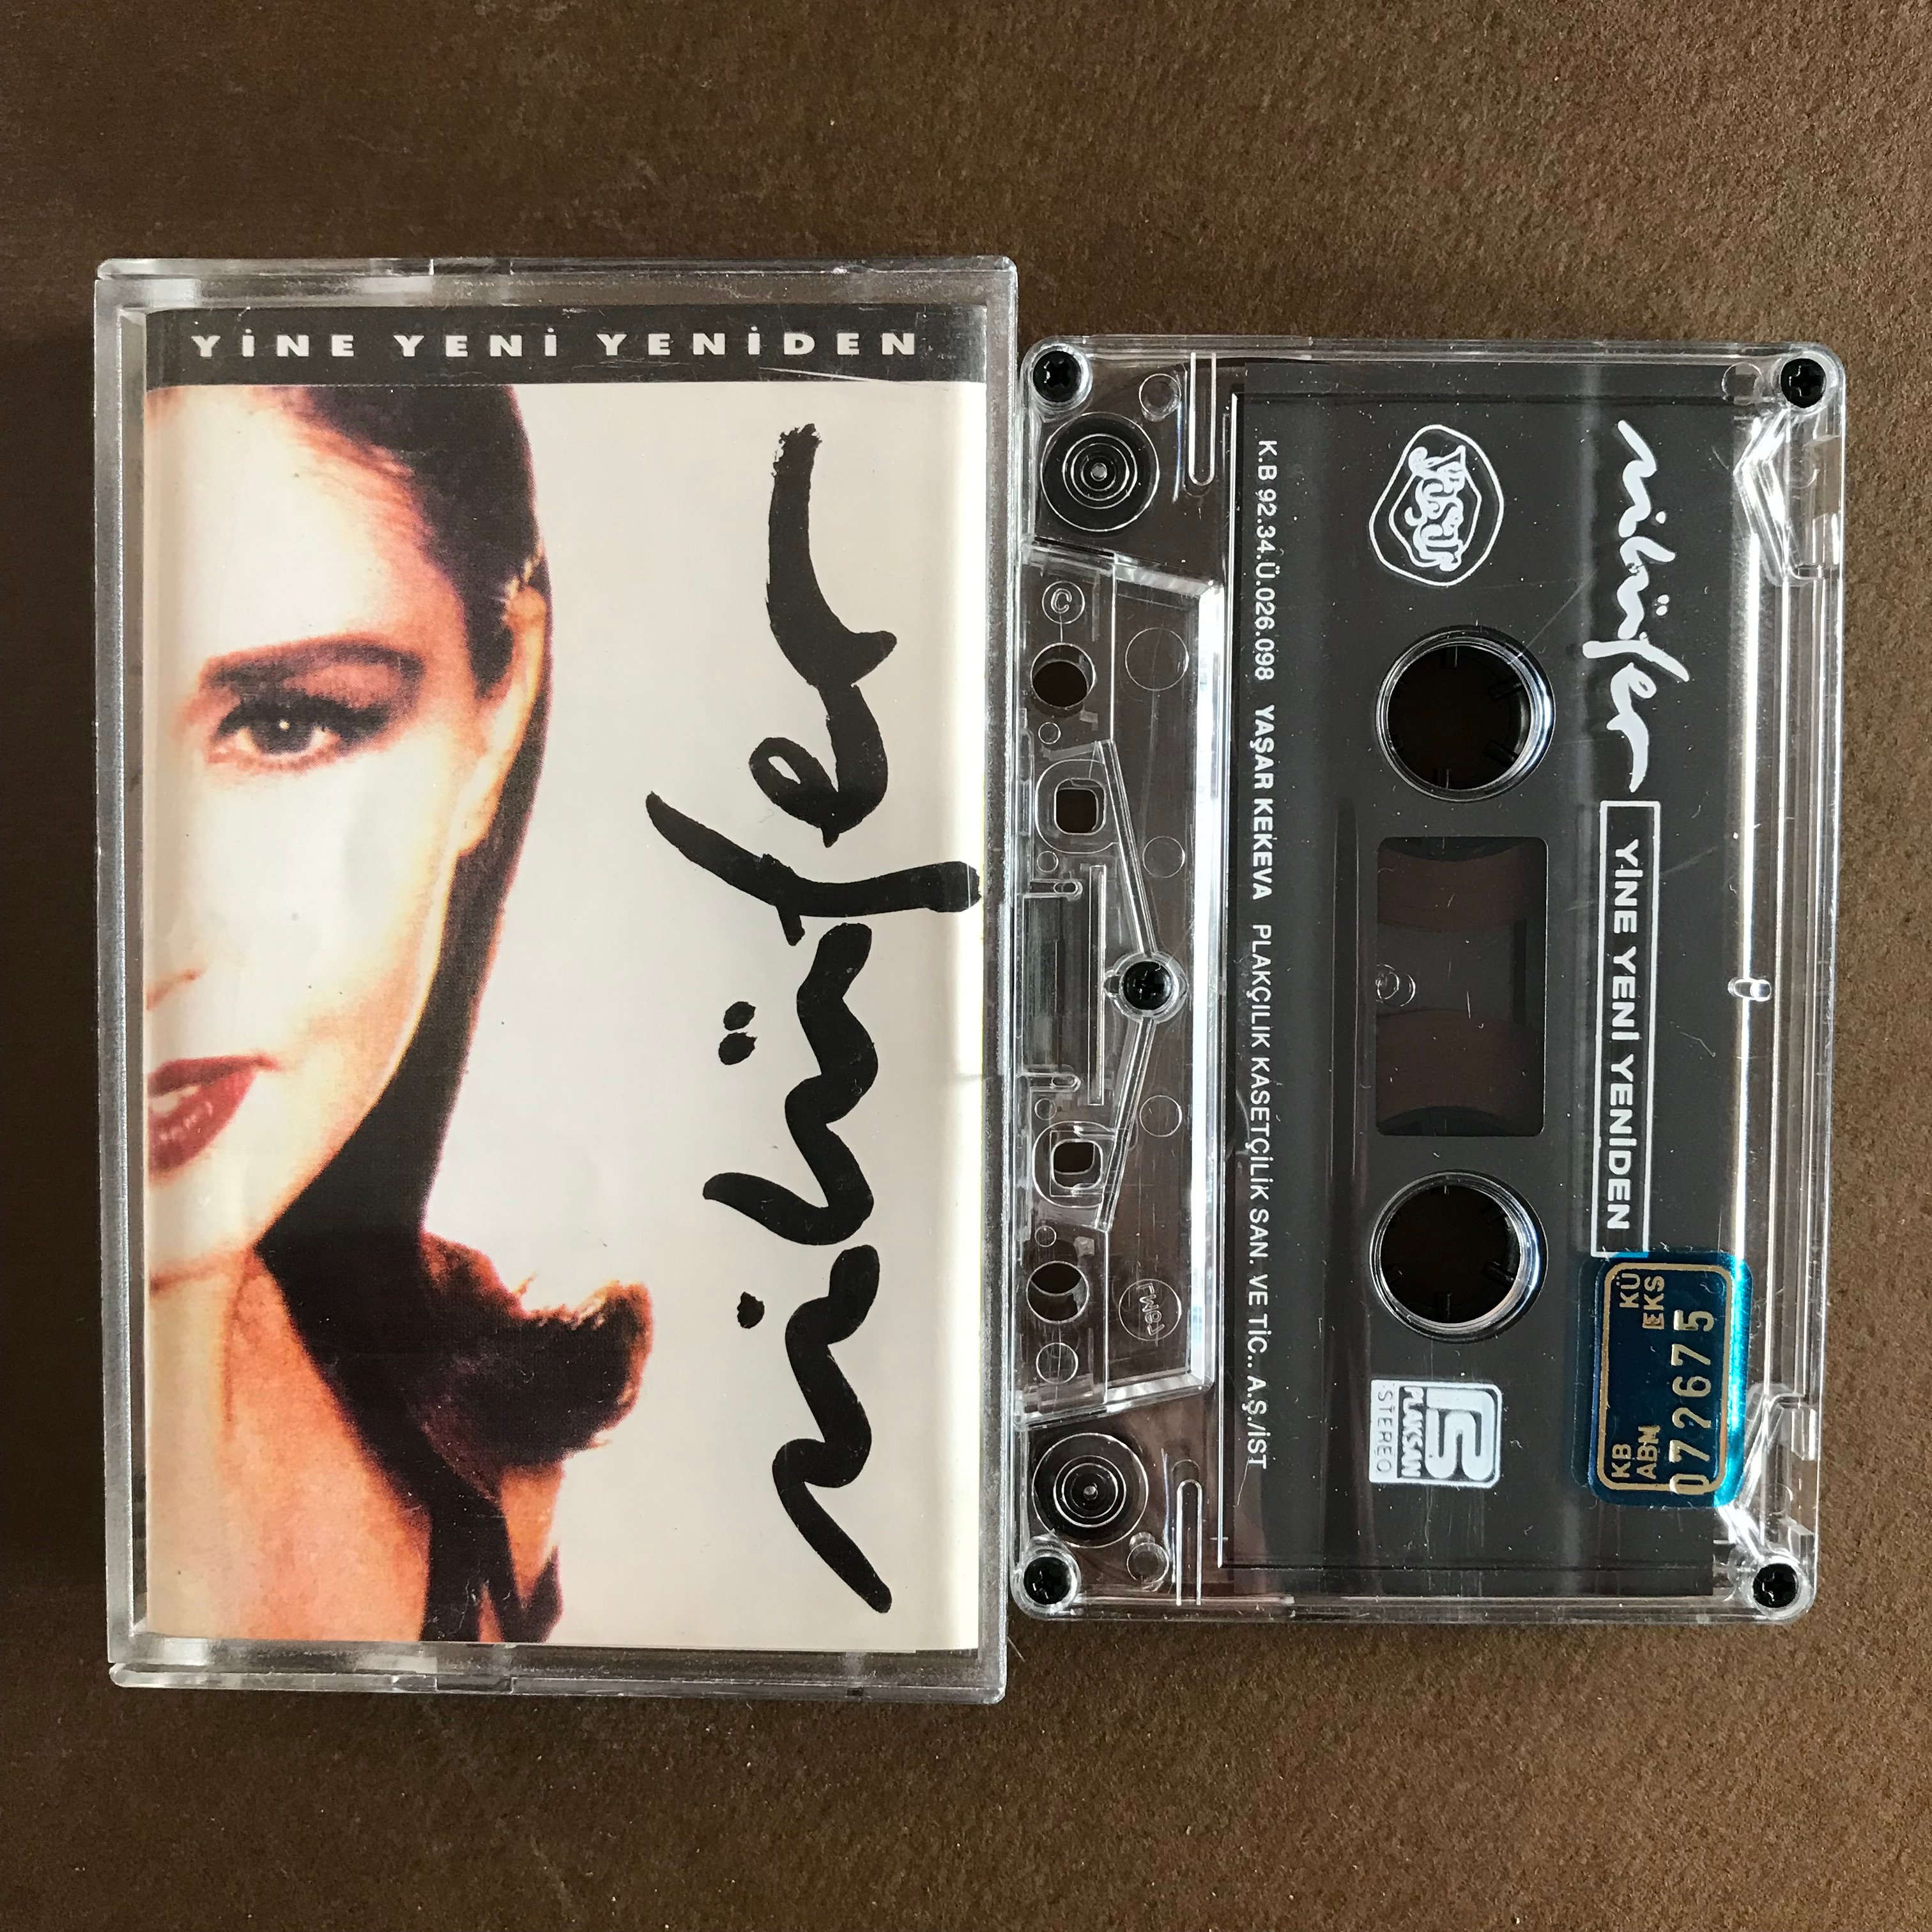 YİNE YENİ YENİDEN
nilüfer
nilüfer
YİNE YENİ YENİDEN
yaşar
K.B 92.34.Ü.026.098 YAŞAR KEKEVA PLAKÇILIK KASETÇİLİK SAN. VE TİC.. A.Ş./İST
PLAKSAN
STEREO
KB KÜ
ABN EKS
072675